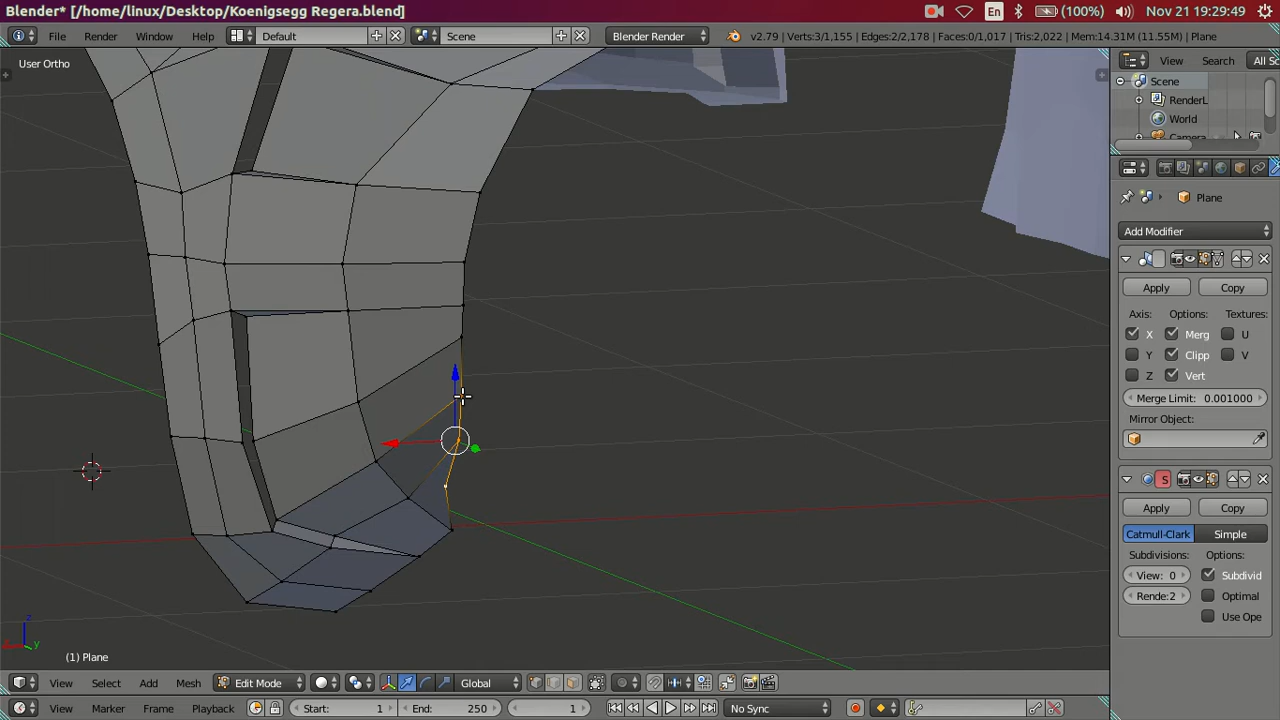 Blender* [/home/linux/Desktop/Koenigsegg Regera.blend]
En (100%) Nov 21 19:29:49
File Render Window Help Default Scene Blender Render v2.79 | Verts:3/1,155 | Edges:2/2,178 | Faces:0/1,017 | Tris:2,022 | Mem:14.31M (11.55M) | Plane
User Ortho
View Search All Sc
Scene
RenderL
World
Camera
Plane
Add Modifier
Apply Copy
Axis: Options: Textures:
X Merg U
Y Clipp V
Z Vert
Merge Limit: 0.001000
Mirror Object:
S
Apply Copy
Catmull-Clark Simple
Subdivisions: Options:
View: 0 Subdivid
Rende:2 Optimal
Use Ope
z
x y
(1) Plane
View Select Add Mesh Edit Mode Global
View Marker Frame Playback Start: 1 End: 250 1 No Sync